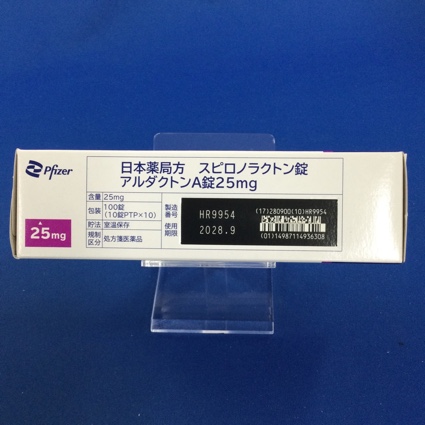 Pfizer
日本薬局方 スピロノラクトン錠
アルダクトンA錠25mg
25mg
含量 25mg
包装 100錠
(10錠PTP×10)
貯法 室温保存
規制区分 処方箋医薬品
製造番号 HR9954
使用期限 2028.9
(17)280900(10)HR9954
(01)14987114936308